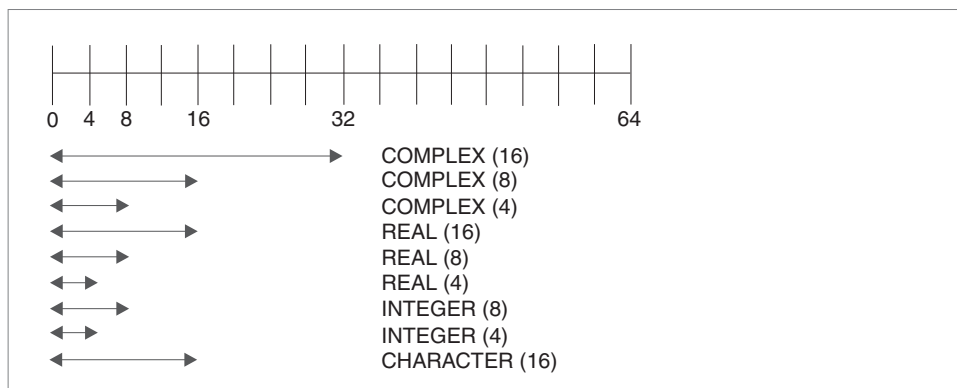 0 4 8 16 32 64
COMPLEX (16)
COMPLEX (8)
COMPLEX (4)
REAL (16)
REAL (8)
REAL (4)
INTEGER (8)
INTEGER (4)
CHARACTER (16)